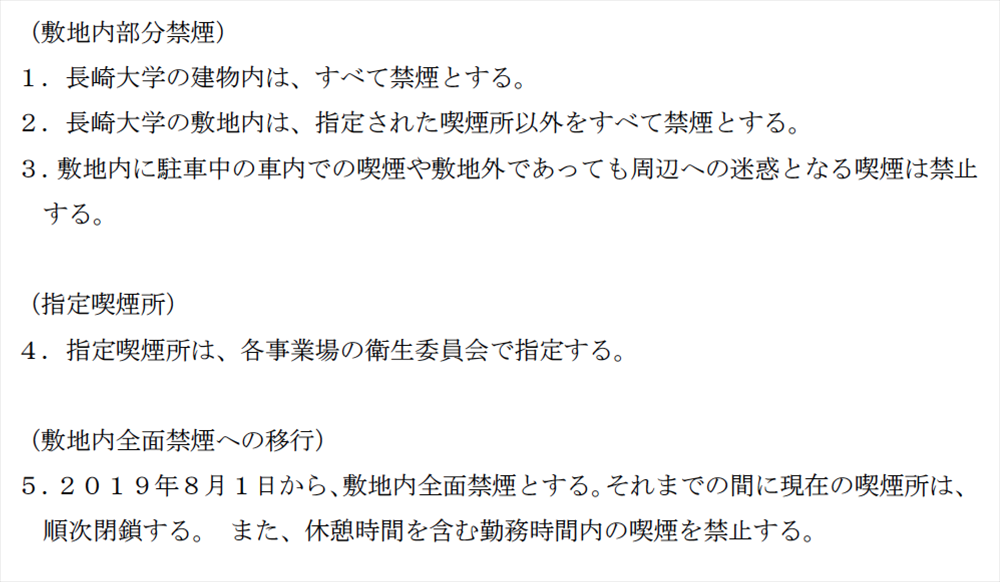 （敷地内部分禁煙）
１．長崎大学の建物内は、すべて禁煙とする。
２．長崎大学の敷地内は、指定された喫煙所以外をすべて禁煙とする。
３．敷地内に駐車中の車内での喫煙や敷地外であっても周辺への迷惑となる喫煙は禁止
する。
（指定喫煙所）
４．指定喫煙所は、各事業場の衛生委員会で指定する。
（敷地内全面禁煙への移行）
５．２０１９年８月１日から、敷地内全面禁煙とする。それまでの間に現在の喫煙所は、
順次閉鎖する。　また、休憩時間を含む勤務時間内の喫煙を禁止する。